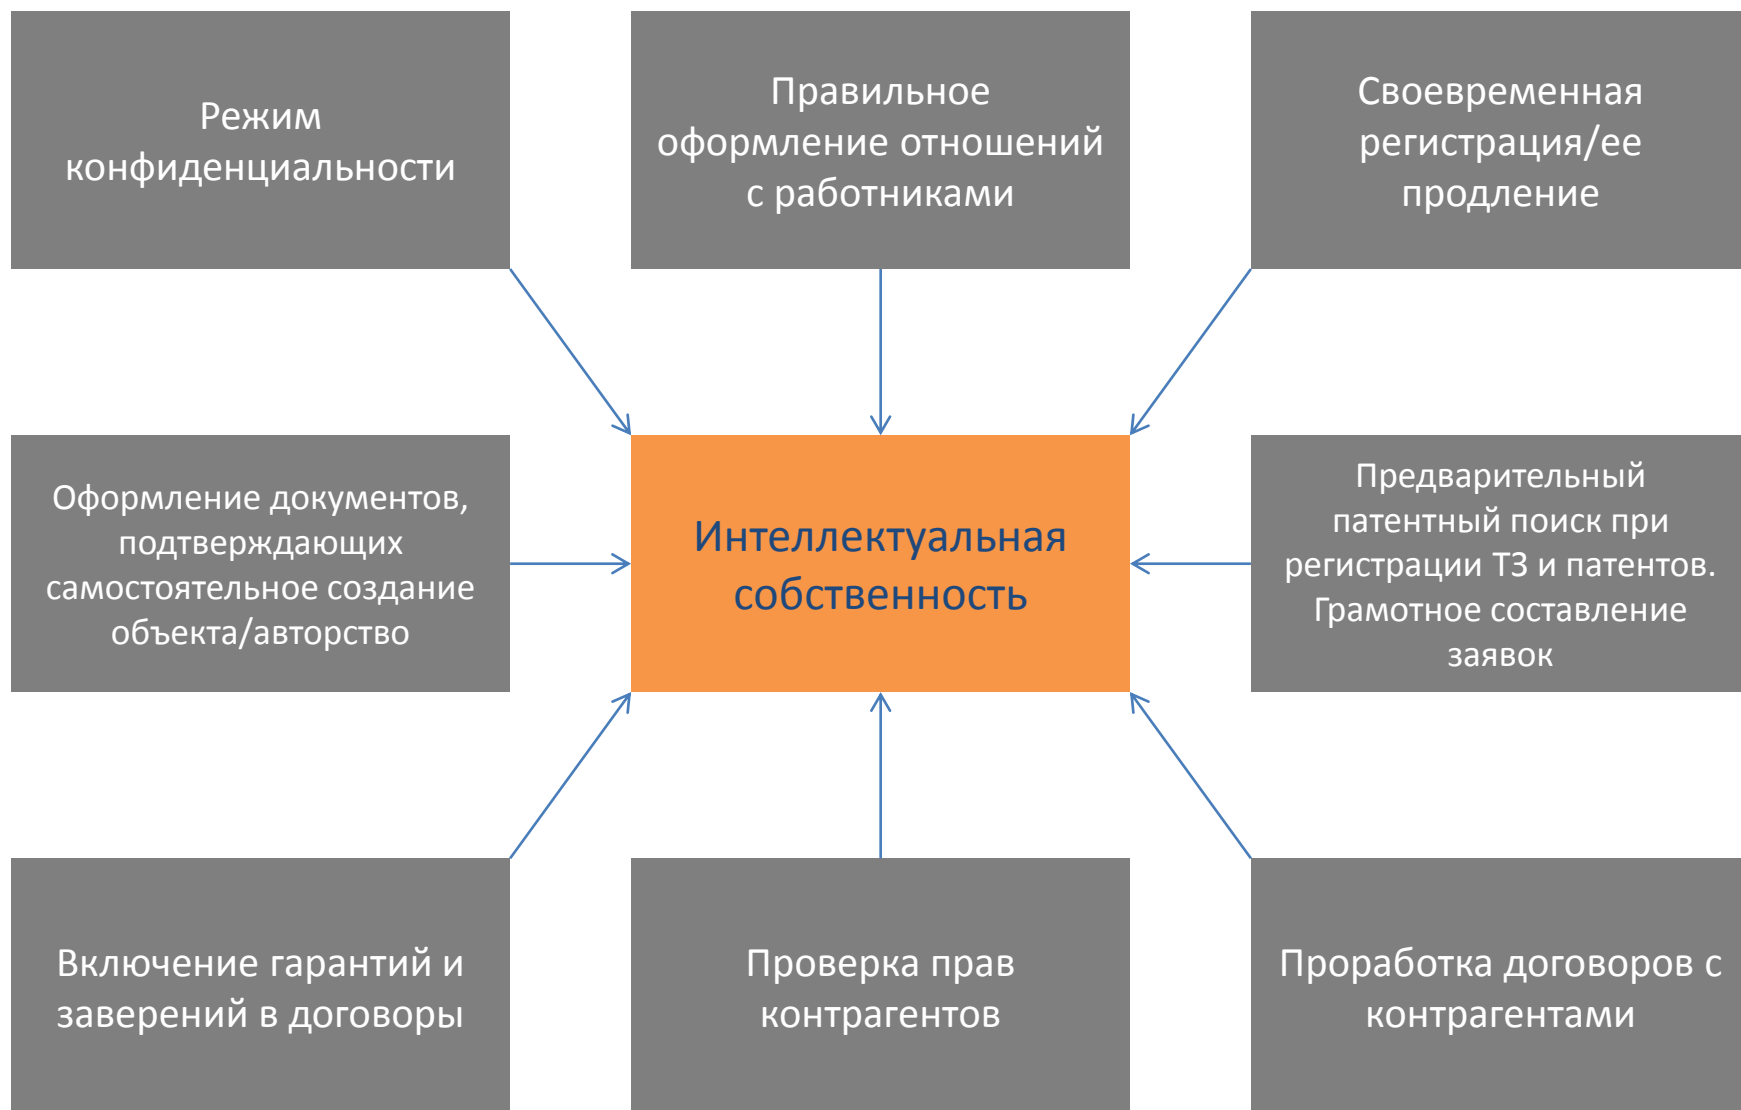 Режим
конфиденциальности
Правильное
оформление отношений
с работниками
Своевременная
регистрация/ее
продление
Оформление документов,
подтверждающих
самостоятельное создание
объекта/авторство
Интеллектуальная
собственность
Предварительный
патентный поиск при
регистрации ТЗ и патентов.
Грамотное составление
заявок
Включение гарантий и
заверений в договоры
Проверка прав
контрагентов
Проработка договоров с
контрагентами